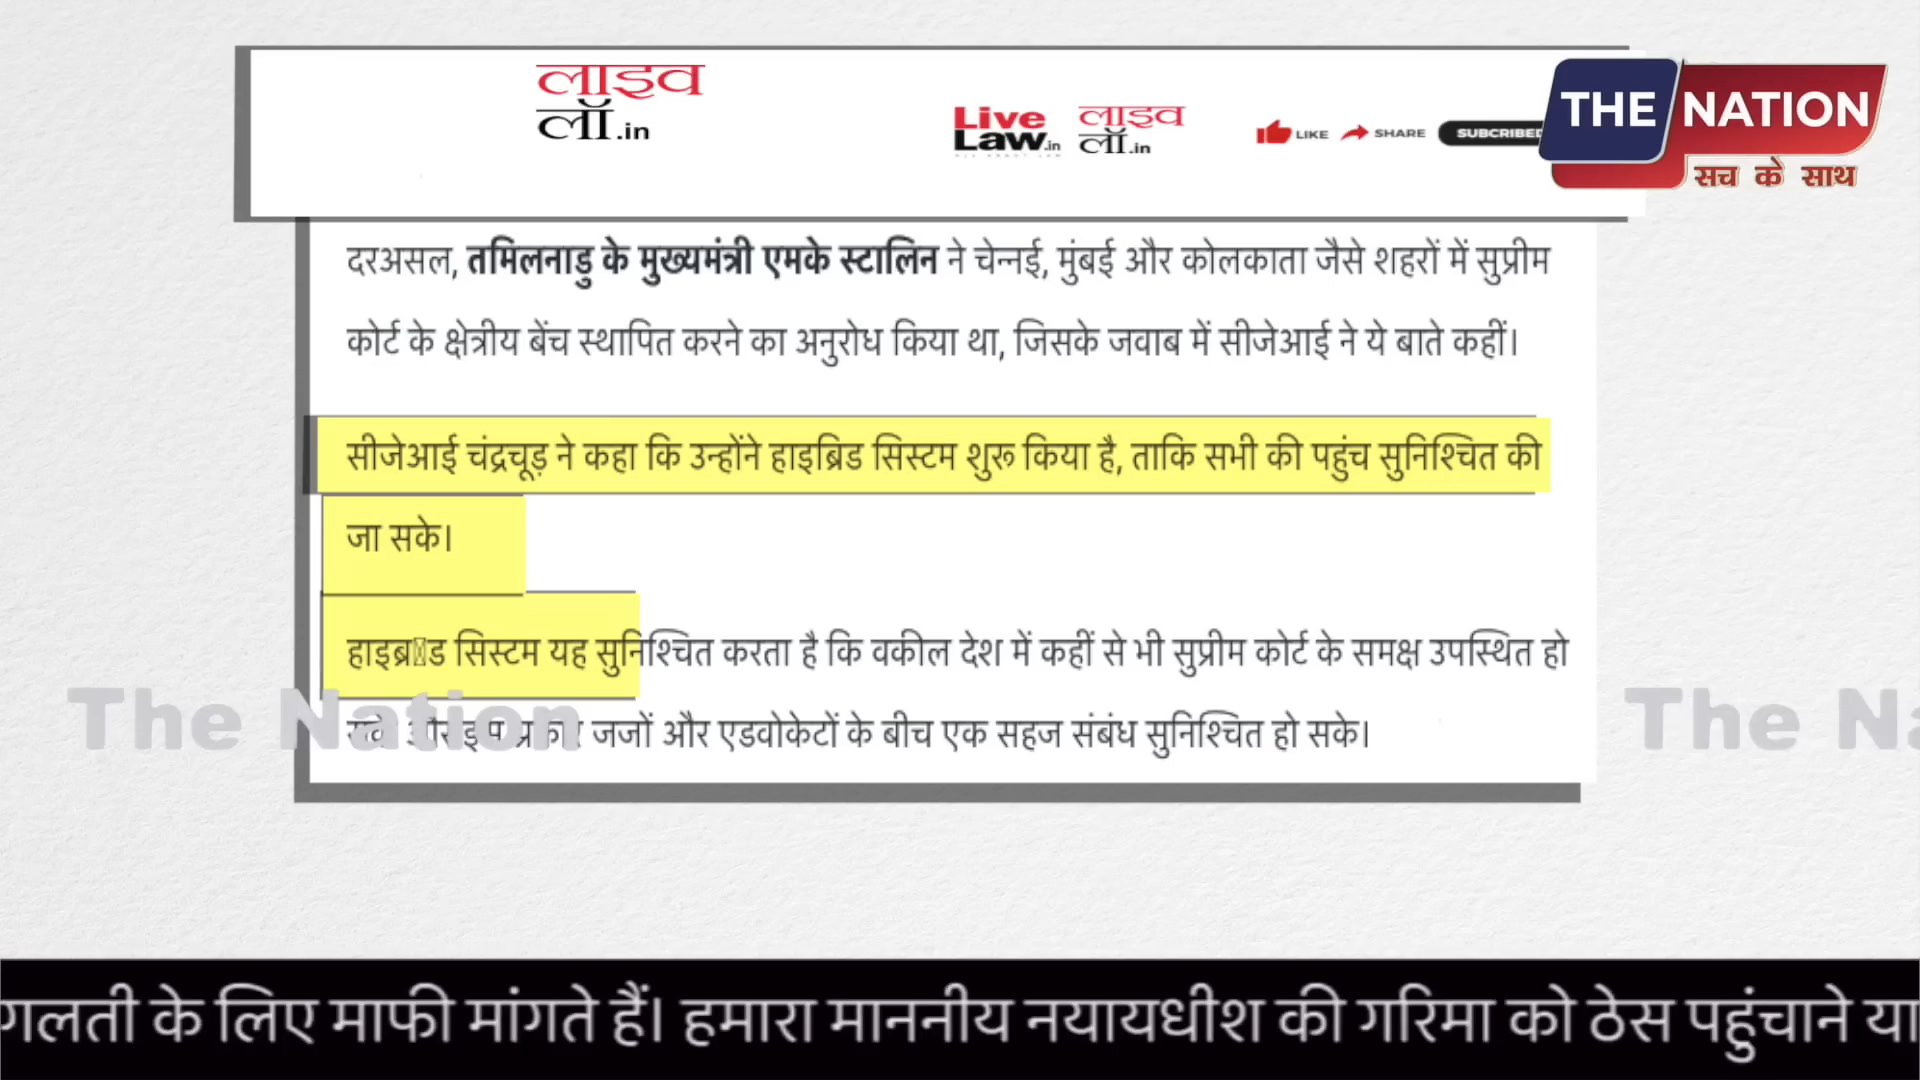 लाइव
लॉ.in
Live
Law.in
लाइव
लॉ.in
LIKE
SHARE
SUBCRIBED
THE NATION
सच के साथ
दरअसल, तमिलनाडु के मुख्यमंत्री एमके स्टालिन ने चेन्नई, मुंबई और कोलकाता जैसे शहरों में सुप्रीम
कोर्ट के क्षेत्रीय बेंच स्थापित करने का अनुरोध किया था, जिसके जवाब में सीजेआई ने ये बाते कहीं।
सीजेआई चंद्रचूड़ ने कहा कि उन्होंने हाइब्रिड सिस्टम शुरू किया है, ताकि सभी की पहुंच सुनिश्चित की
जा सके।
सिस्टम यह सुनिश्चित करता है कि वकील देश में कहीं से भी सुप्रीम कोर्ट के समक्ष उपस्थित हो
जजों और एडवोकेटों के बीच एक सहज संबंध सुनिश्चित हो सके।
The Nation
The Na
गलती के लिए माफी मांगते हैं। हमारा माननीय नयायधीश की गरिमा को ठेस पहुंचाने या